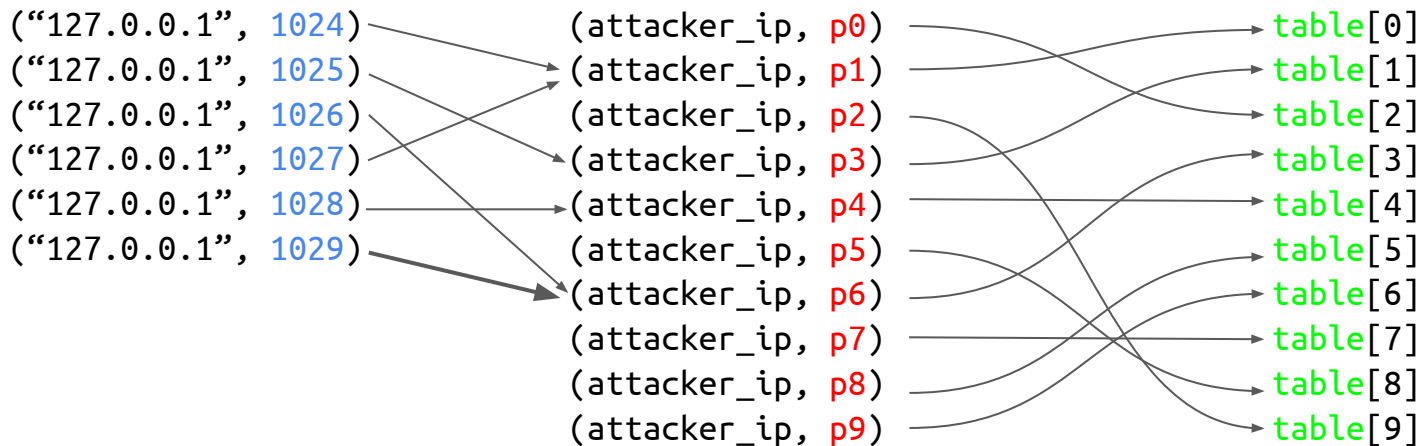 (“127.0.0.1”, 1024) (attacker_ip, p0) table[0]
(“127.0.0.1”, 1025) (attacker_ip, p1) table[1]
(“127.0.0.1”, 1026) (attacker_ip, p2) table[2]
(“127.0.0.1”, 1027) (attacker_ip, p3) table[3]
(“127.0.0.1”, 1028) (attacker_ip, p4) table[4]
(“127.0.0.1”, 1029) (attacker_ip, p5) table[5]
(attacker_ip, p6) table[6]
(attacker_ip, p7) table[7]
(attacker_ip, p8) table[8]
(attacker_ip, p9) table[9]